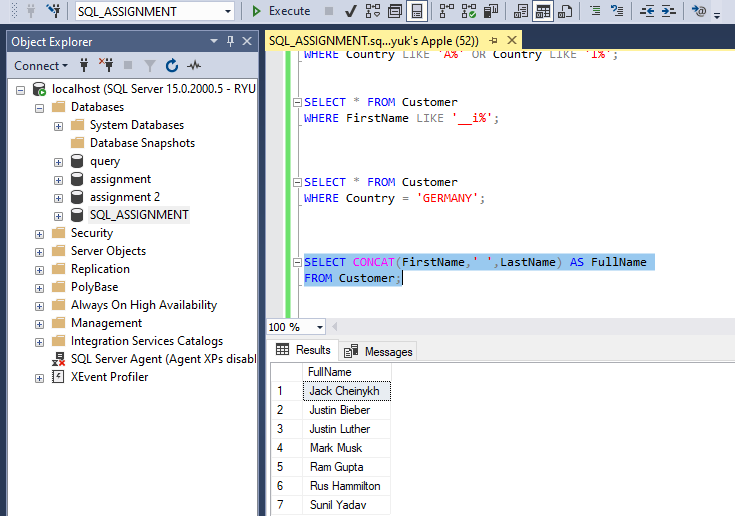 SQL_ASSIGNMENT
Execute
Object Explorer
SQL_ASSIGNMENT.sq...yuk's Apple (52))
Connect
localhost (SQL Server 15.0.2000.5 - RYU
Databases
System Databases
Database Snapshots
query
assignment
assignment 2
SQL_ASSIGNMENT
Security
Server Objects
Replication
PolyBase
Always On High Availability
Management
Integration Services Catalogs
SQL Server Agent (Agent XPs disabl
XEvent Profiler
WHERE Country LIKE 'A%' OR Country LIKE 'I%';
SELECT * FROM Customer
WHERE FirstName LIKE '__i%';
SELECT * FROM Customer
WHERE Country = 'GERMANY';
SELECT CONCAT(FirstName,' ',LastName) AS FullName
FROM Customer;
100 %
Results
Messages
FullName
1 Jack Cheinykh
2 Justin Bieber
3 Justin Luther
4 Mark Musk
5 Ram Gupta
6 Rus Hammilton
7 Sunil Yadav